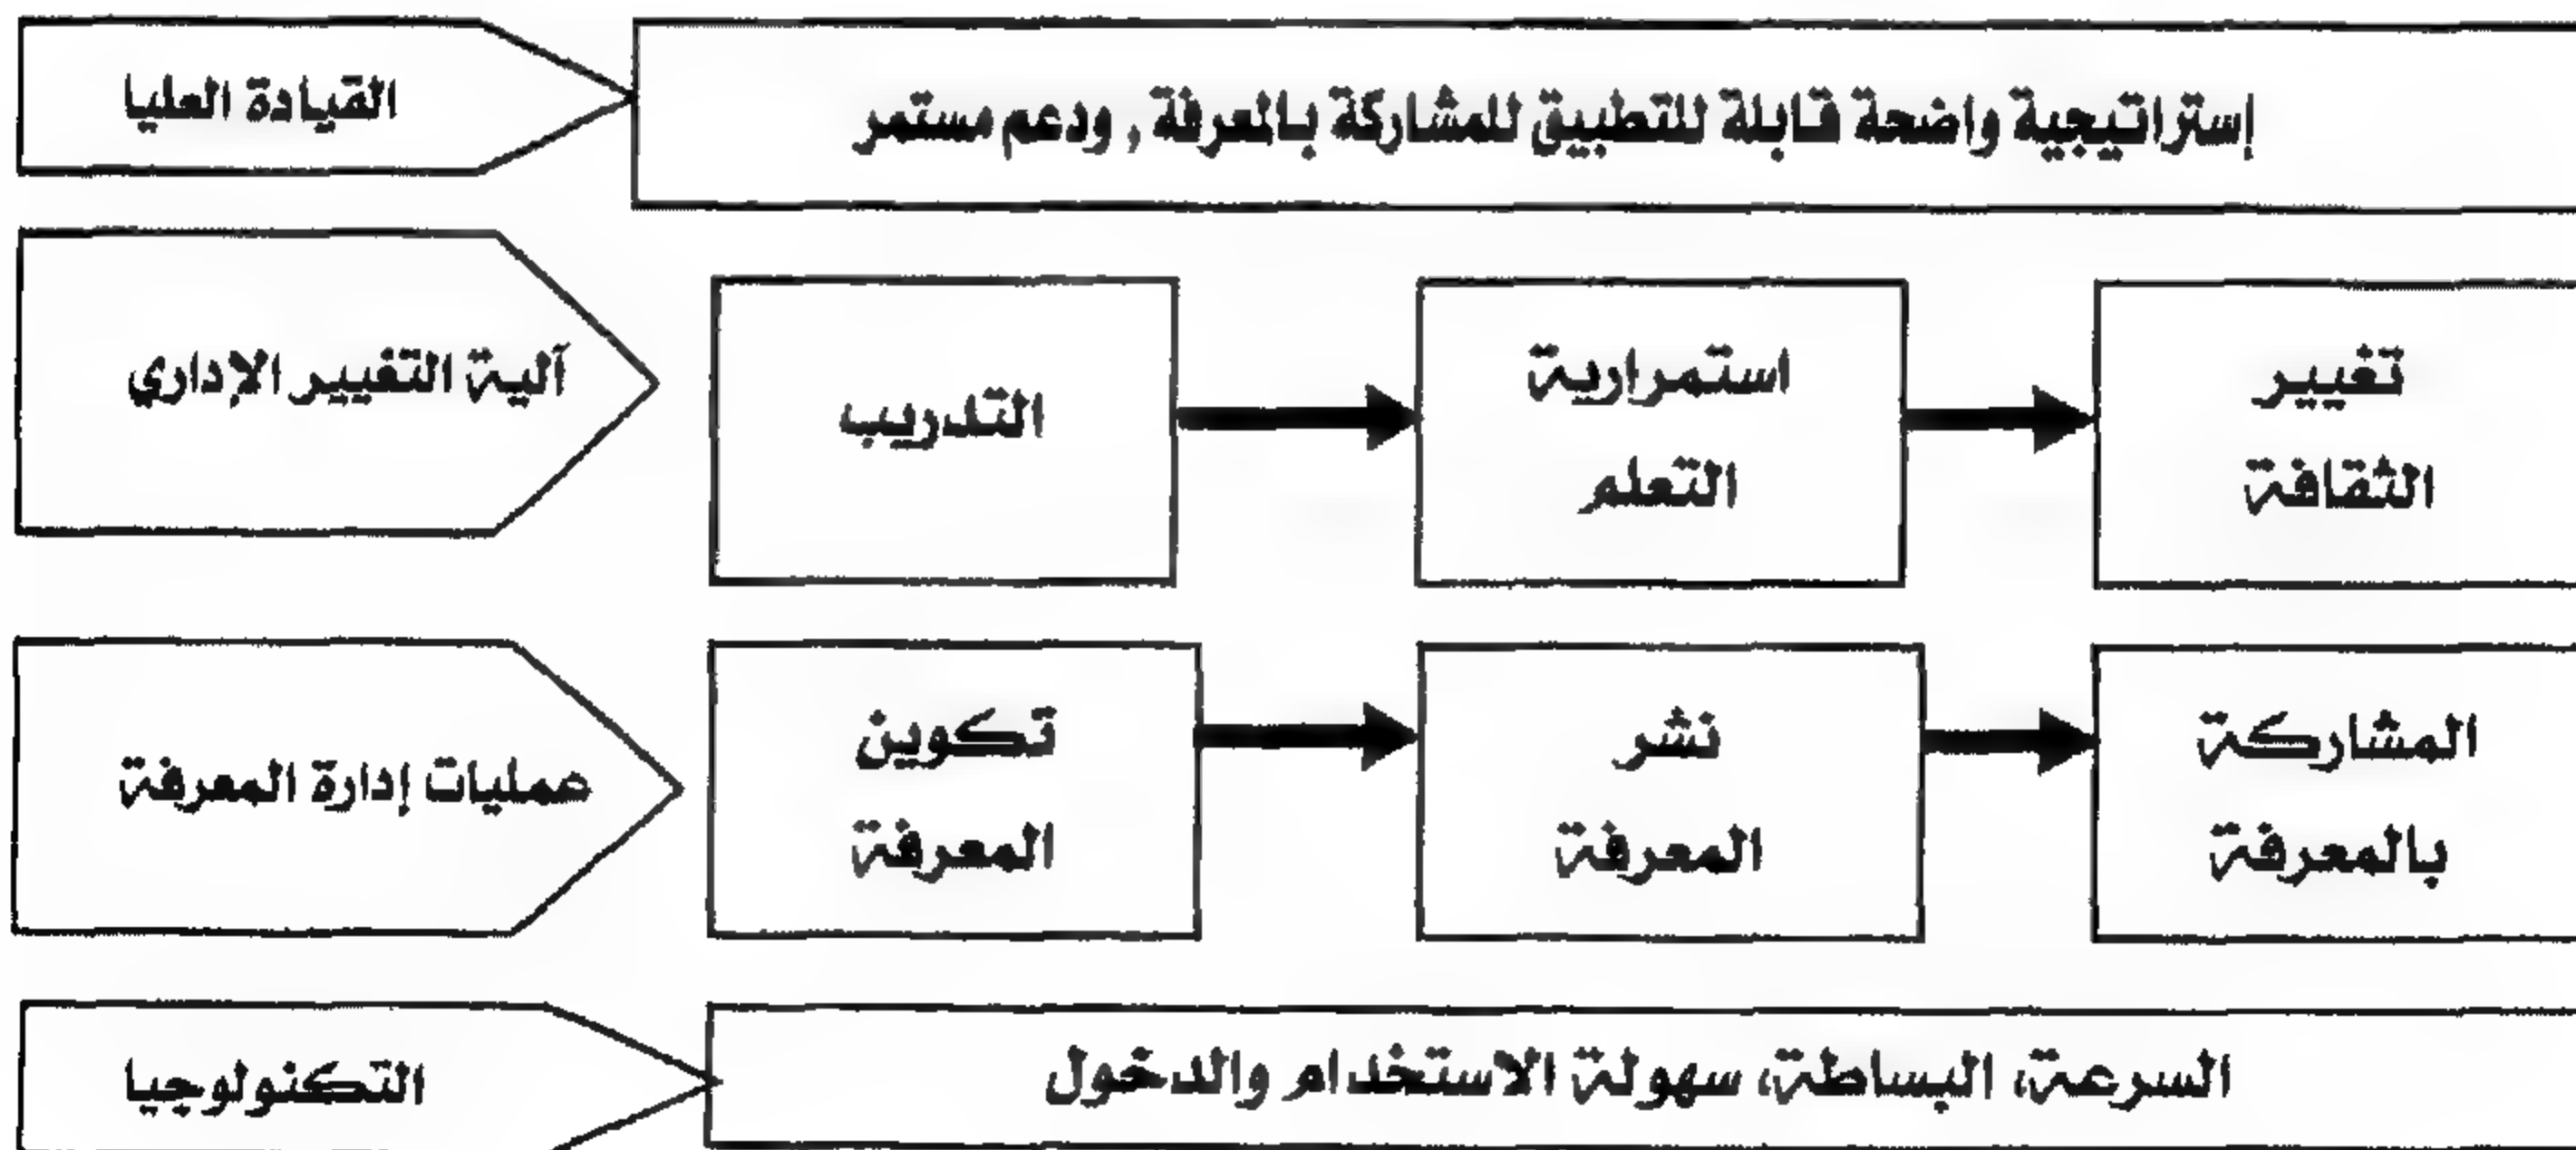 القيادة العليا
إستراتيجية واضحة قابلة للتطبيق للمشاركة بالمعرفة , ودعم مستمر
آلية التغيير الإداري
التدريب
استمرارية
التعلم
تغيير
الثقافة
عمليات إدارة المعرفة
تكوين
المعرفة
نشر
المعرفة
المشاركة
بالمعرفة
التكنولوجيا
السرعة، البساطة، سهولة الاستخدام والدخول